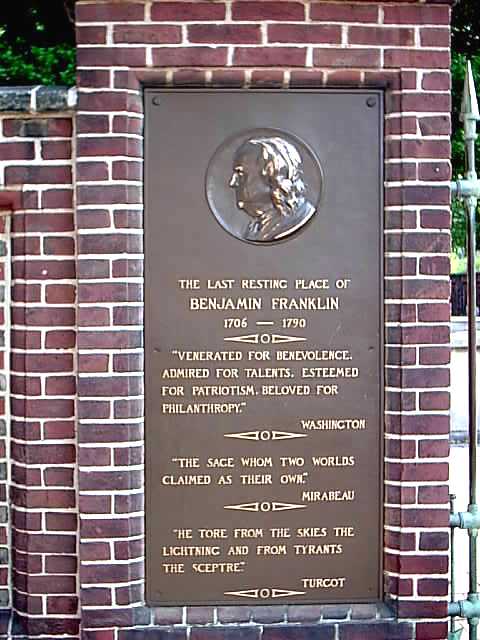 THE LAST RESTING PLACE OF
BENJAMIN FRANKLIN
1706 — 1790
"VENERATED FOR BENEVOLENCE,
ADMIRED FOR TALENTS, ESTEEMED
FOR PATRIOTISM, BELOVED FOR
PHILANTHROPY."
WASHINGTON
"THE SAGE WHOM TWO WORLDS
CLAIMED AS THEIR OWN."
MIRABEAU
"HE TORE FROM THE SKIES THE
LIGHTNING AND FROM TYRANTS
THE SCEPTRE."
TURGOT